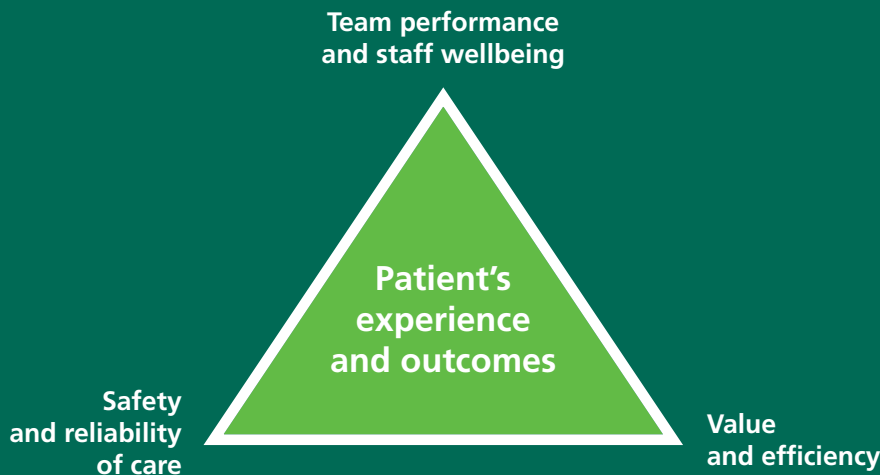 Team performance
and staff wellbeing
Patient’s
experience
and outcomes
Safety
and reliability
of care
Value
and efficiency